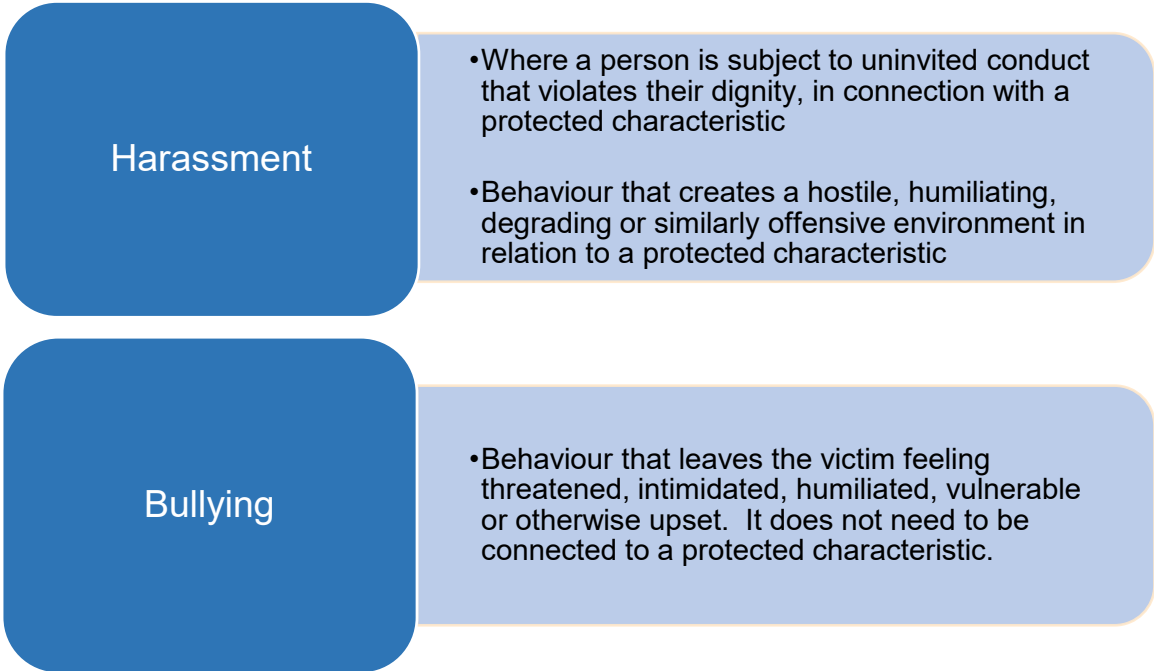 Harassment
•Where a person is subject to uninvited conduct
that violates their dignity, in connection with a
protected characteristic
•Behaviour that creates a hostile, humiliating,
degrading or similarly offensive environment in
relation to a protected characteristic
Bullying
•Behaviour that leaves the victim feeling
threatened, intimidated, humiliated, vulnerable
or otherwise upset.  It does not need to be
connected to a protected characteristic.